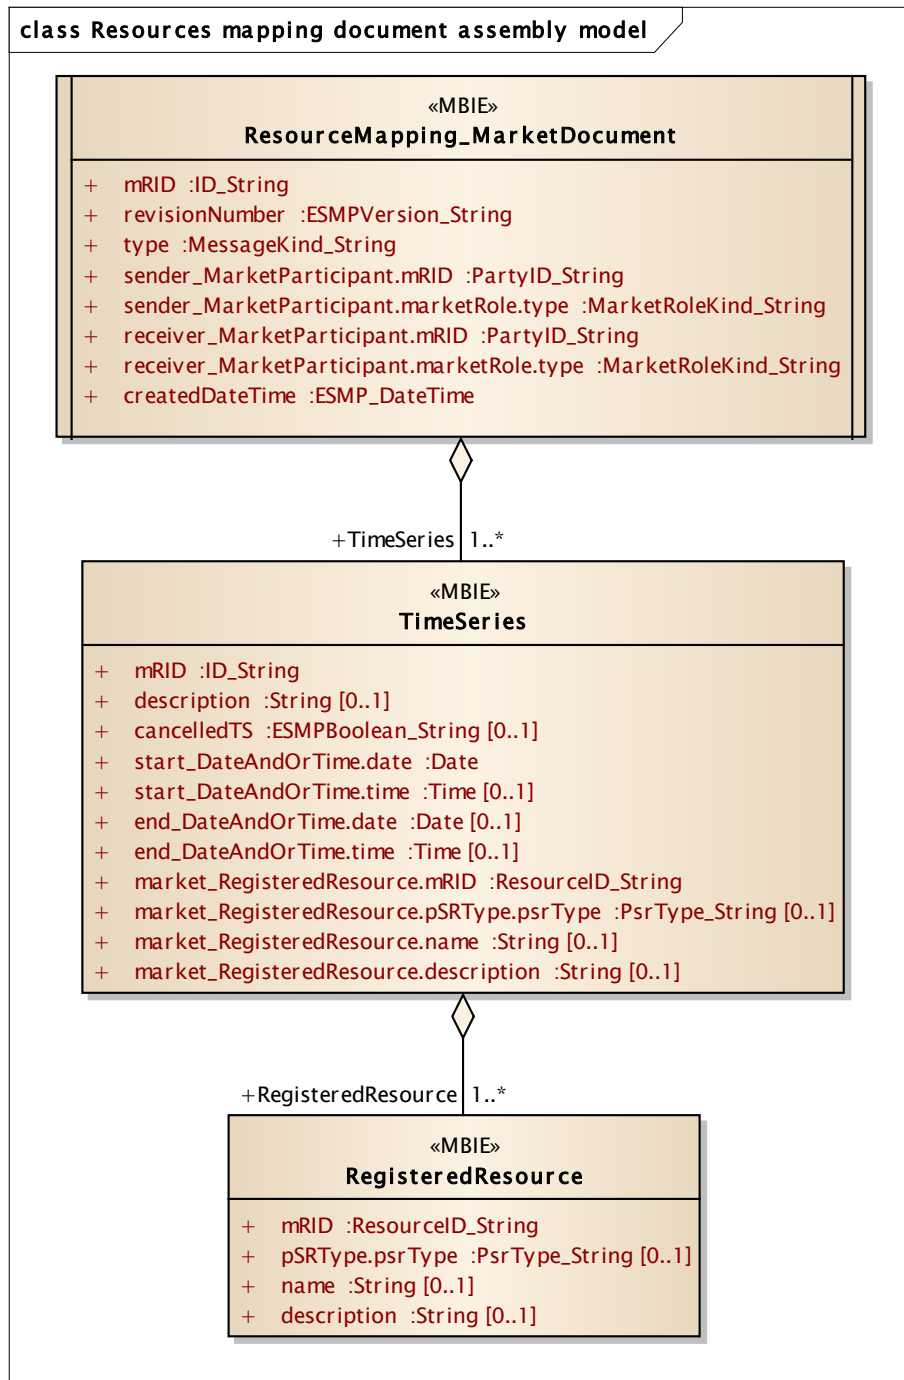 class Resources mapping document assembly model
«MBIE»
ResourceMapping_MarketDocument
+ mRID :ID_String
+ revisionNumber :ESMPVersion_String
+ type :MessageKind_String
+ sender_MarketParticipant.mRID :PartyID_String
+ sender_MarketParticipant.marketRole.type :MarketRoleKind_String
+ receiver_MarketParticipant.mRID :PartyID_String
+ receiver_MarketParticipant.marketRole.type :MarketRoleKind_String
+ createdDateTime :ESMP_DateTime
+TimeSeries 1..*
«MBIE»
TimeSeries
+ mRID :ID_String
+ description :String [0..1]
+ cancelledTS :ESMPBoolean_String [0..1]
+ start_DateAndOrTime.date :Date
+ start_DateAndOrTime.time :Time [0..1]
+ end_DateAndOrTime.date :Date [0..1]
+ end_DateAndOrTime.time :Time [0..1]
+ market_RegisteredResource.mRID :ResourceID_String
+ market_RegisteredResource.pSRType.psrType :PsrType_String [0..1]
+ market_RegisteredResource.name :String [0..1]
+ market_RegisteredResource.description :String [0..1]
+RegisteredResource 1..*
«MBIE»
RegisteredResource
+ mRID :ResourceID_String
+ pSRType.psrType :PsrType_String [0..1]
+ name :String [0..1]
+ description :String [0..1]